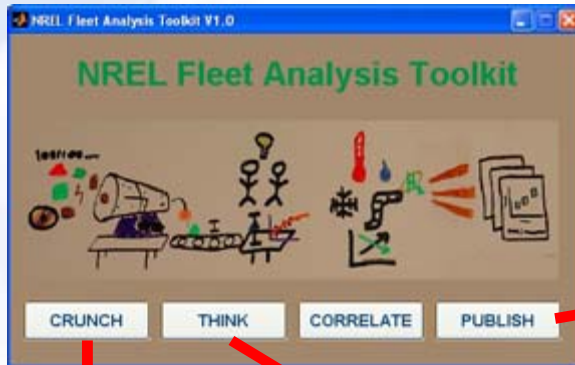 NREL Fleet Analysis Toolkit V1.0
NREL Fleet Analysis Toolkit
CRUNCH THINK CORRELATE PUBLISH